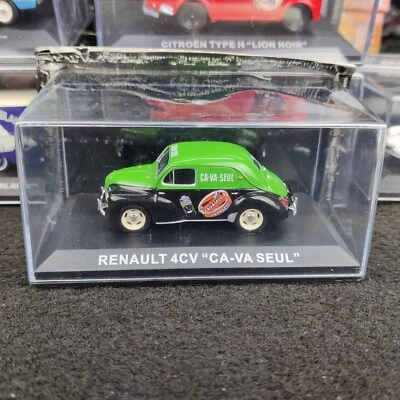 CITROËN TYPE H "LION NOIR"
CA-VA-SEUL
RENAULT 4CV “CA-VA SEUL”